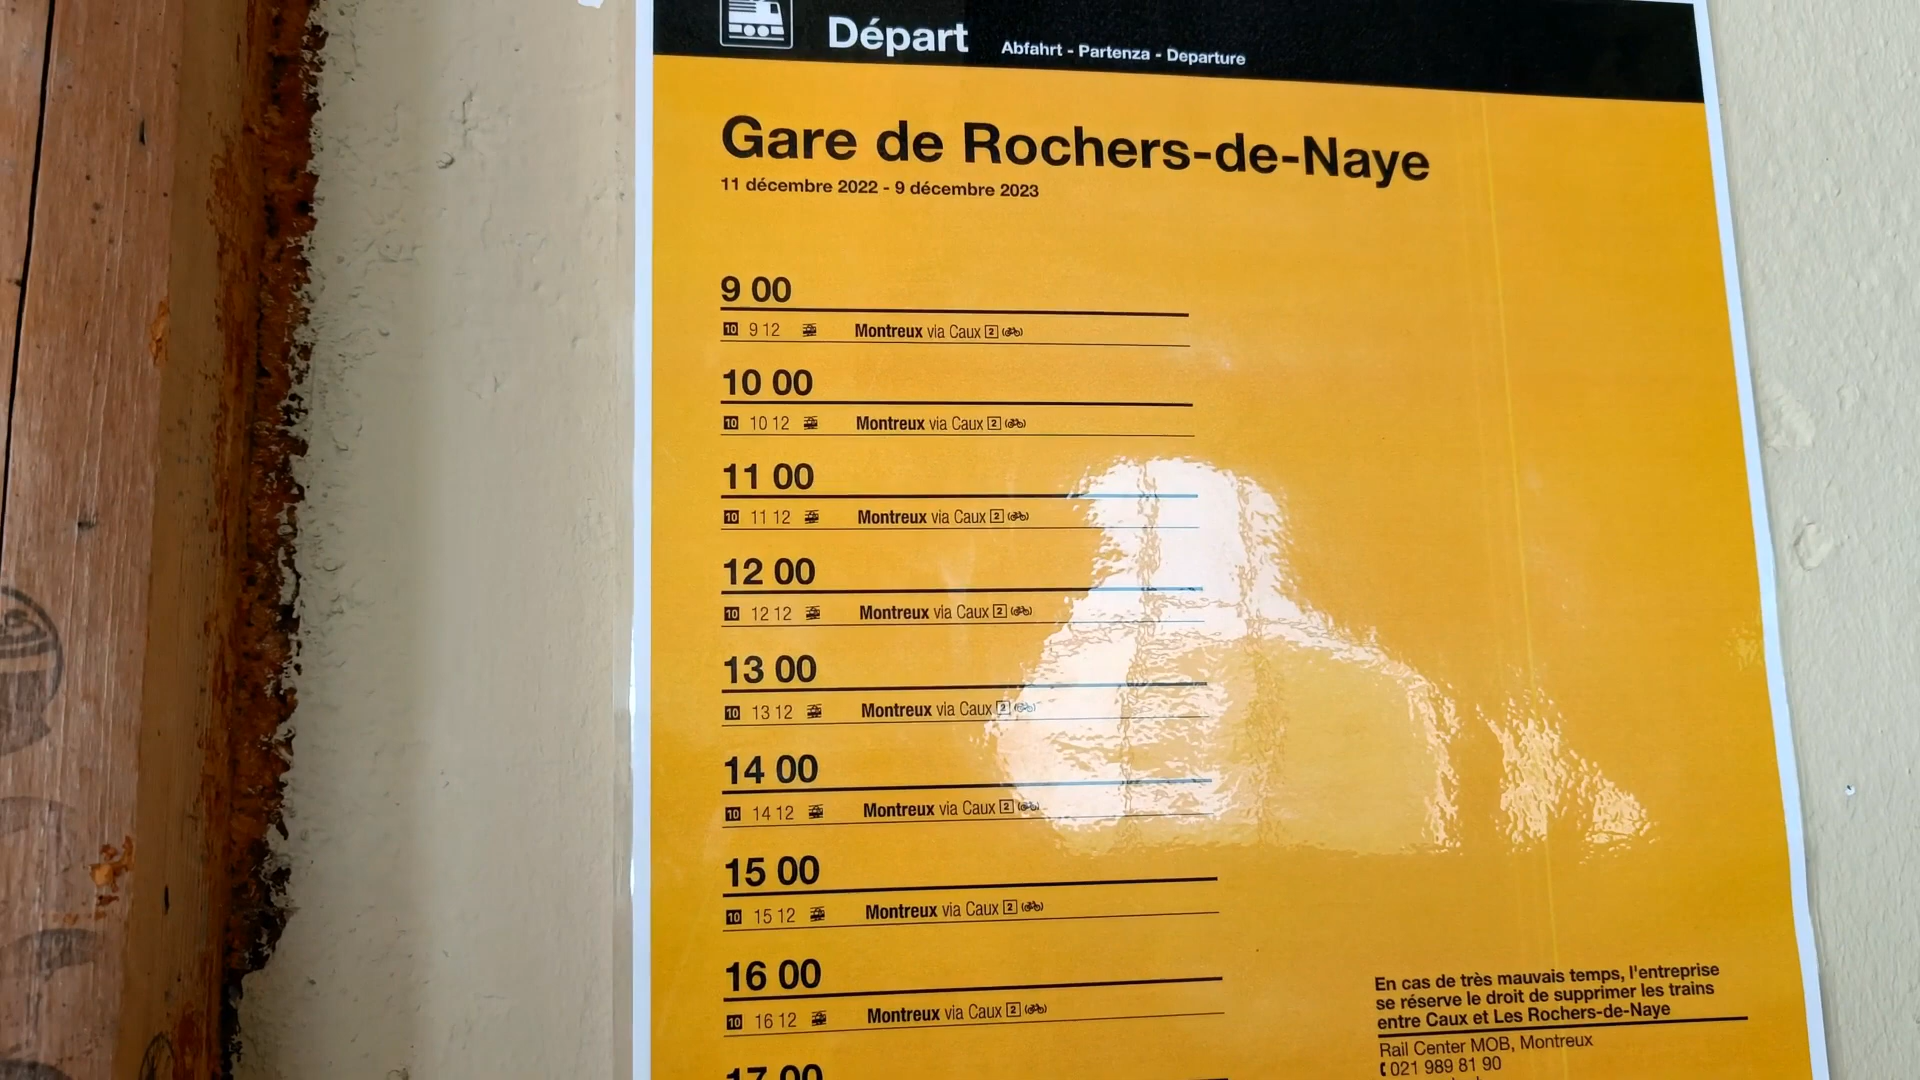 Départ Abfahrt - Partenza - Departure
Gare de Rochers-de-Naye
11 décembre 2022 - 9 décembre 2023
9 00
10 9 12 Montreux via Caux 2
10 00
10 10 12 Montreux via Caux 2
11 00
10 11 12 Montreux via Caux 2
12 00
10 12 12 Montreux via Caux 2
13 00
10 13 12 Montreux via Caux 2
14 00
10 14 12 Montreux via Caux 2
15 00
10 15 12 Montreux via Caux 2
16 00
10 16 12 Montreux via Caux 2
17 00
En cas de très mauvais temps, l'entreprise
se réserve le droit de supprimer les trains
entre Caux et Les Rochers-de-Naye
Rail Center MOB, Montreux
021 989 81 90